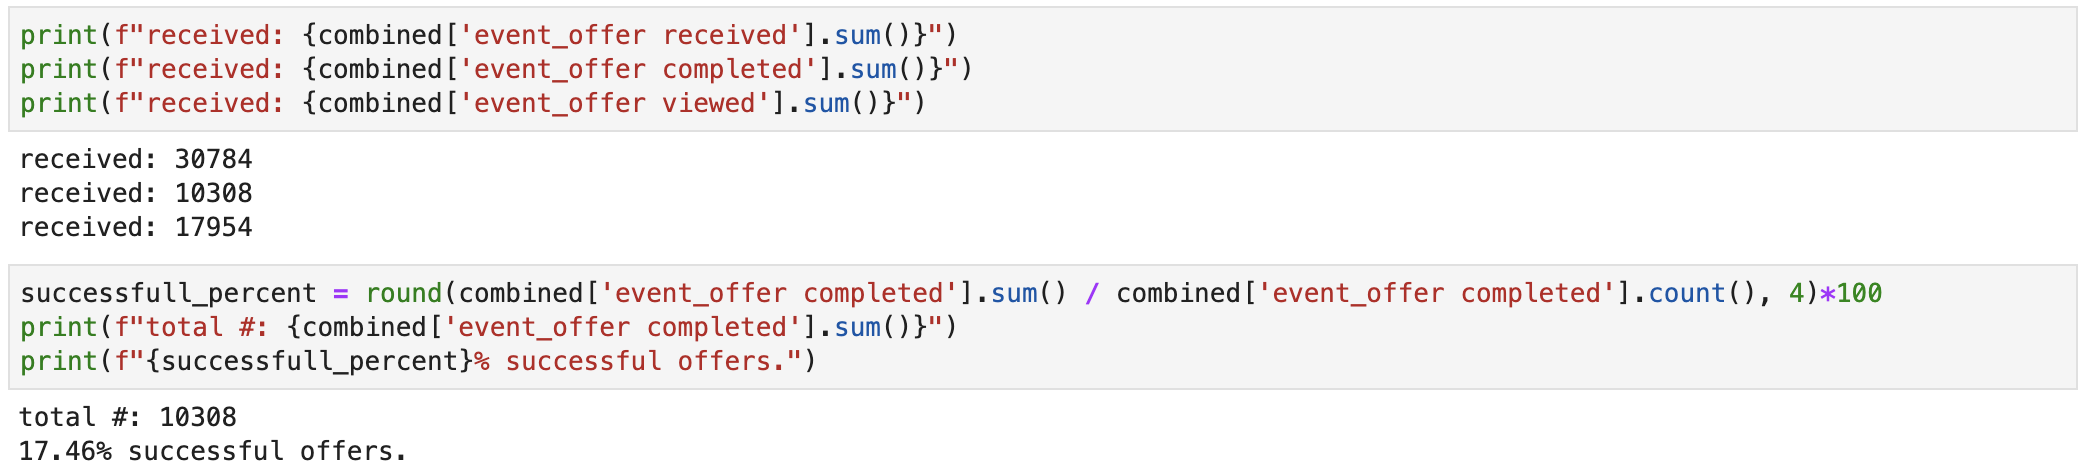 print(f"received: {combined['event_offer received'].sum()}")
print(f"received: {combined['event_offer completed'].sum()}")
print(f"received: {combined['event_offer viewed'].sum()}")
received: 30784
received: 10308
received: 17954
successfull_percent = round(combined['event_offer completed'].sum() / combined['event_offer completed'].count(), 4)*100
print(f"total #: {combined['event_offer completed'].sum()}")
print(f"{successfull_percent}% successful offers.")
total #: 10308
17.46% successful offers.